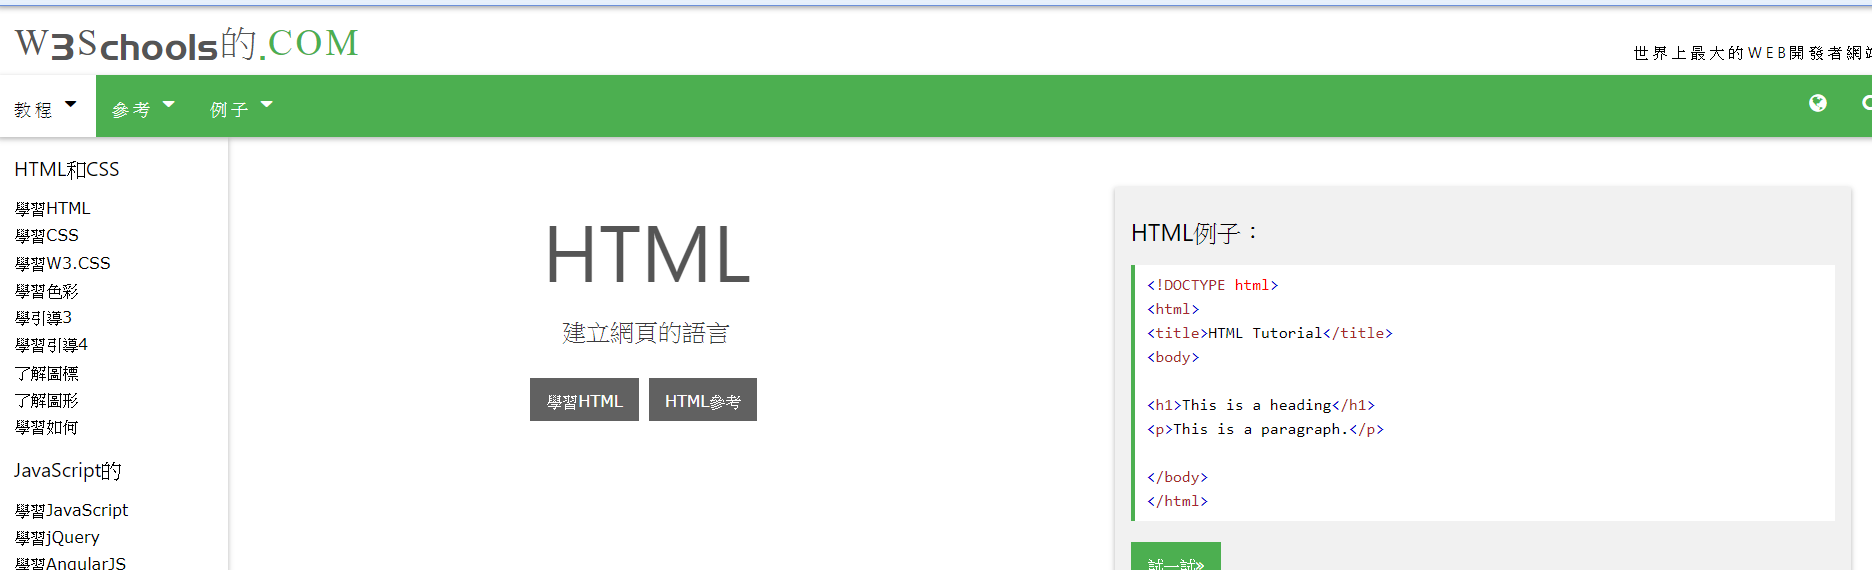 W3Schools的.COM
世界上最大的WEB開發者網
教程 參考 例子
HTML和CSS
學習HTML
學習CSS
學習W3.CSS
學習色彩
學引導3
學習引導4
了解圖標
了解圖形
學習如何
JavaScript的
學習JavaScript
學習jQuery
學習AngularJS
HTML
建立網頁的語言
學習HTML HTML參考
HTML例子：
<!DOCTYPE html>
<html>
<title>HTML Tutorial</title>
<body>
<h1>This is a heading</h1>
<p>This is a paragraph.</p>
</body>
</html>
試一試»